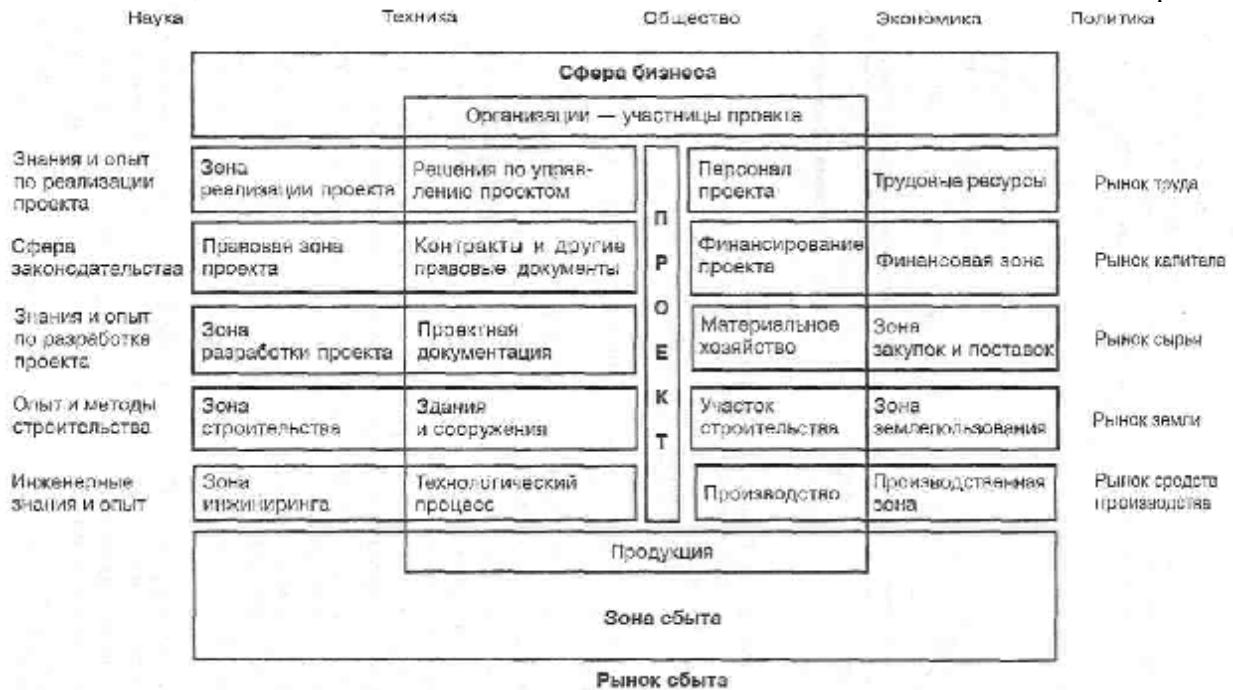 Наука Техника Общество Экономика Политика
Сфера бизнеса
Организации — участницы проекта
Знания и опыт
по реализации
проекта
Зона
реализации проекта
Решения по управ-
лению проектом
Персонал
проекта
Трудовые ресурсы
Рынок труда
Сфера
законодательства
Правовая зона
проекта
Контракты и другие
правовые документы
Финансирование
проекта
Финансовая зона
Рынок капитала
Знания и опыт
по разработке
проекта
Зона
разработки проекта
Проектная
документация
ПРОЕКТ
Материальное
хозяйство
Зона
закупок и поставок
Рынок сырья
Опыт и методы
строительства
Зона
строительства
Здания
и сооружения
Участок
строительства
Зона
землепользования
Рынок земли
Инженерные
знания и опыт
Зона
инжиниринга
Технологический
процесс
Производство
Производственная
зона
Рынок средств
производства
Продукция
Зона сбыта
Рынок сбыта